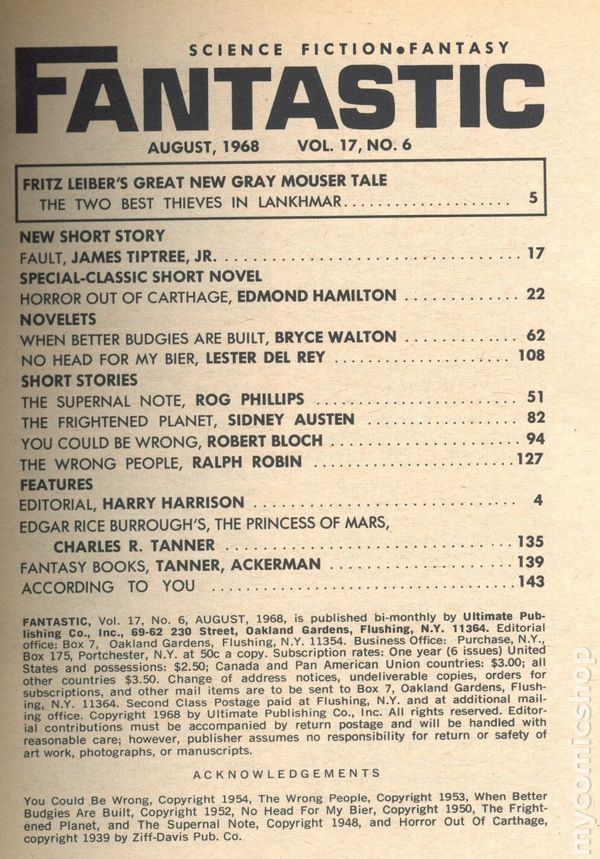 SCIENCE FICTION•FANTASY
FANTASTIC
AUGUST, 1968 VOL. 17, NO. 6
FRITZ LEIBER'S GREAT NEW GRAY MOUSER TALE
THE TWO BEST THIEVES IN LANKHMAR.................... 5
NEW SHORT STORY
FAULT, JAMES TIPTREE, JR. .............................. 17
SPECIAL-CLASSIC SHORT NOVEL
HORROR OUT OF CARTHAGE, EDMOND HAMILTON ............. 22
NOVELETS
WHEN BETTER BUDGIES ARE BUILT, BRYCE WALTON ............ 62
NO HEAD FOR MY BIER, LESTER DEL REY .................. 108
SHORT STORIES
THE SUPERNAL NOTE, ROG PHILLIPS ....................... 51
THE FRIGHTENED PLANET, SIDNEY AUSTEN .................. 82
YOU COULD BE WRONG, ROBERT BLOCH ..................... 94
THE WRONG PEOPLE, RALPH ROBIN .......................127
FEATURES
EDITORIAL, HARRY HARRISON ............................. 4
EDGAR RICE BURROUGH'S, THE PRINCESS OF MARS,
CHARLES R. TANNER ................................. 135
FANTASY BOOKS, TANNER, ACKERMAN ..................... 139
ACCORDING TO YOU .................................. 143
FANTASTIC, Vol. 17, No. 6, AUGUST, 1968, is published bi-monthly by Ultimate Pub-
lishing Co., Inc., 69-62 230 Street, Oakland Gardens, Flushing, N.Y. 11364. Editorial
office: Box 7, Oakland Gardens, Flushing, N.Y. 11354. Business Office: Purchase, N.Y.,
Box 175, Portchester, N.Y. at 50c a copy. Subscription rates: One year (6 issues) United
States and possessions: $2.50; Canada and Pan American Union countries: $3.00; all
other countries $3.50. Change of address notices, undeliverable copies, orders for
subscriptions, and other mail items are to be sent to Box 7, Oakland Gardens, Flush-
ing, N.Y. 11364. Second Class Postage paid at Flushing, N.Y. and at additional mail-
ing office. Copyright 1968 by Ultimate Publishing Co., Inc. All rights reserved. Editor-
ial contributions must be accompanied by return postage and will be handled with
reasonable care; however, publisher assumes no responsibility for return or safety of
art work, photographs, or manuscripts.
ACKNOWLEDGEMENTS
You Could Be Wrong, Copyright 1954, The Wrong People, Copyright 1953, When Better
Budgies Are Built, Copyright 1952, No Head For My Bier, Copyright 1950, The Fright-
ened Planet, and The Supernal Note, Copyright 1948, and Horror Out Of Carthage,
copyright 1939 by Ziff-Davis Pub. Co.
mycomicshop